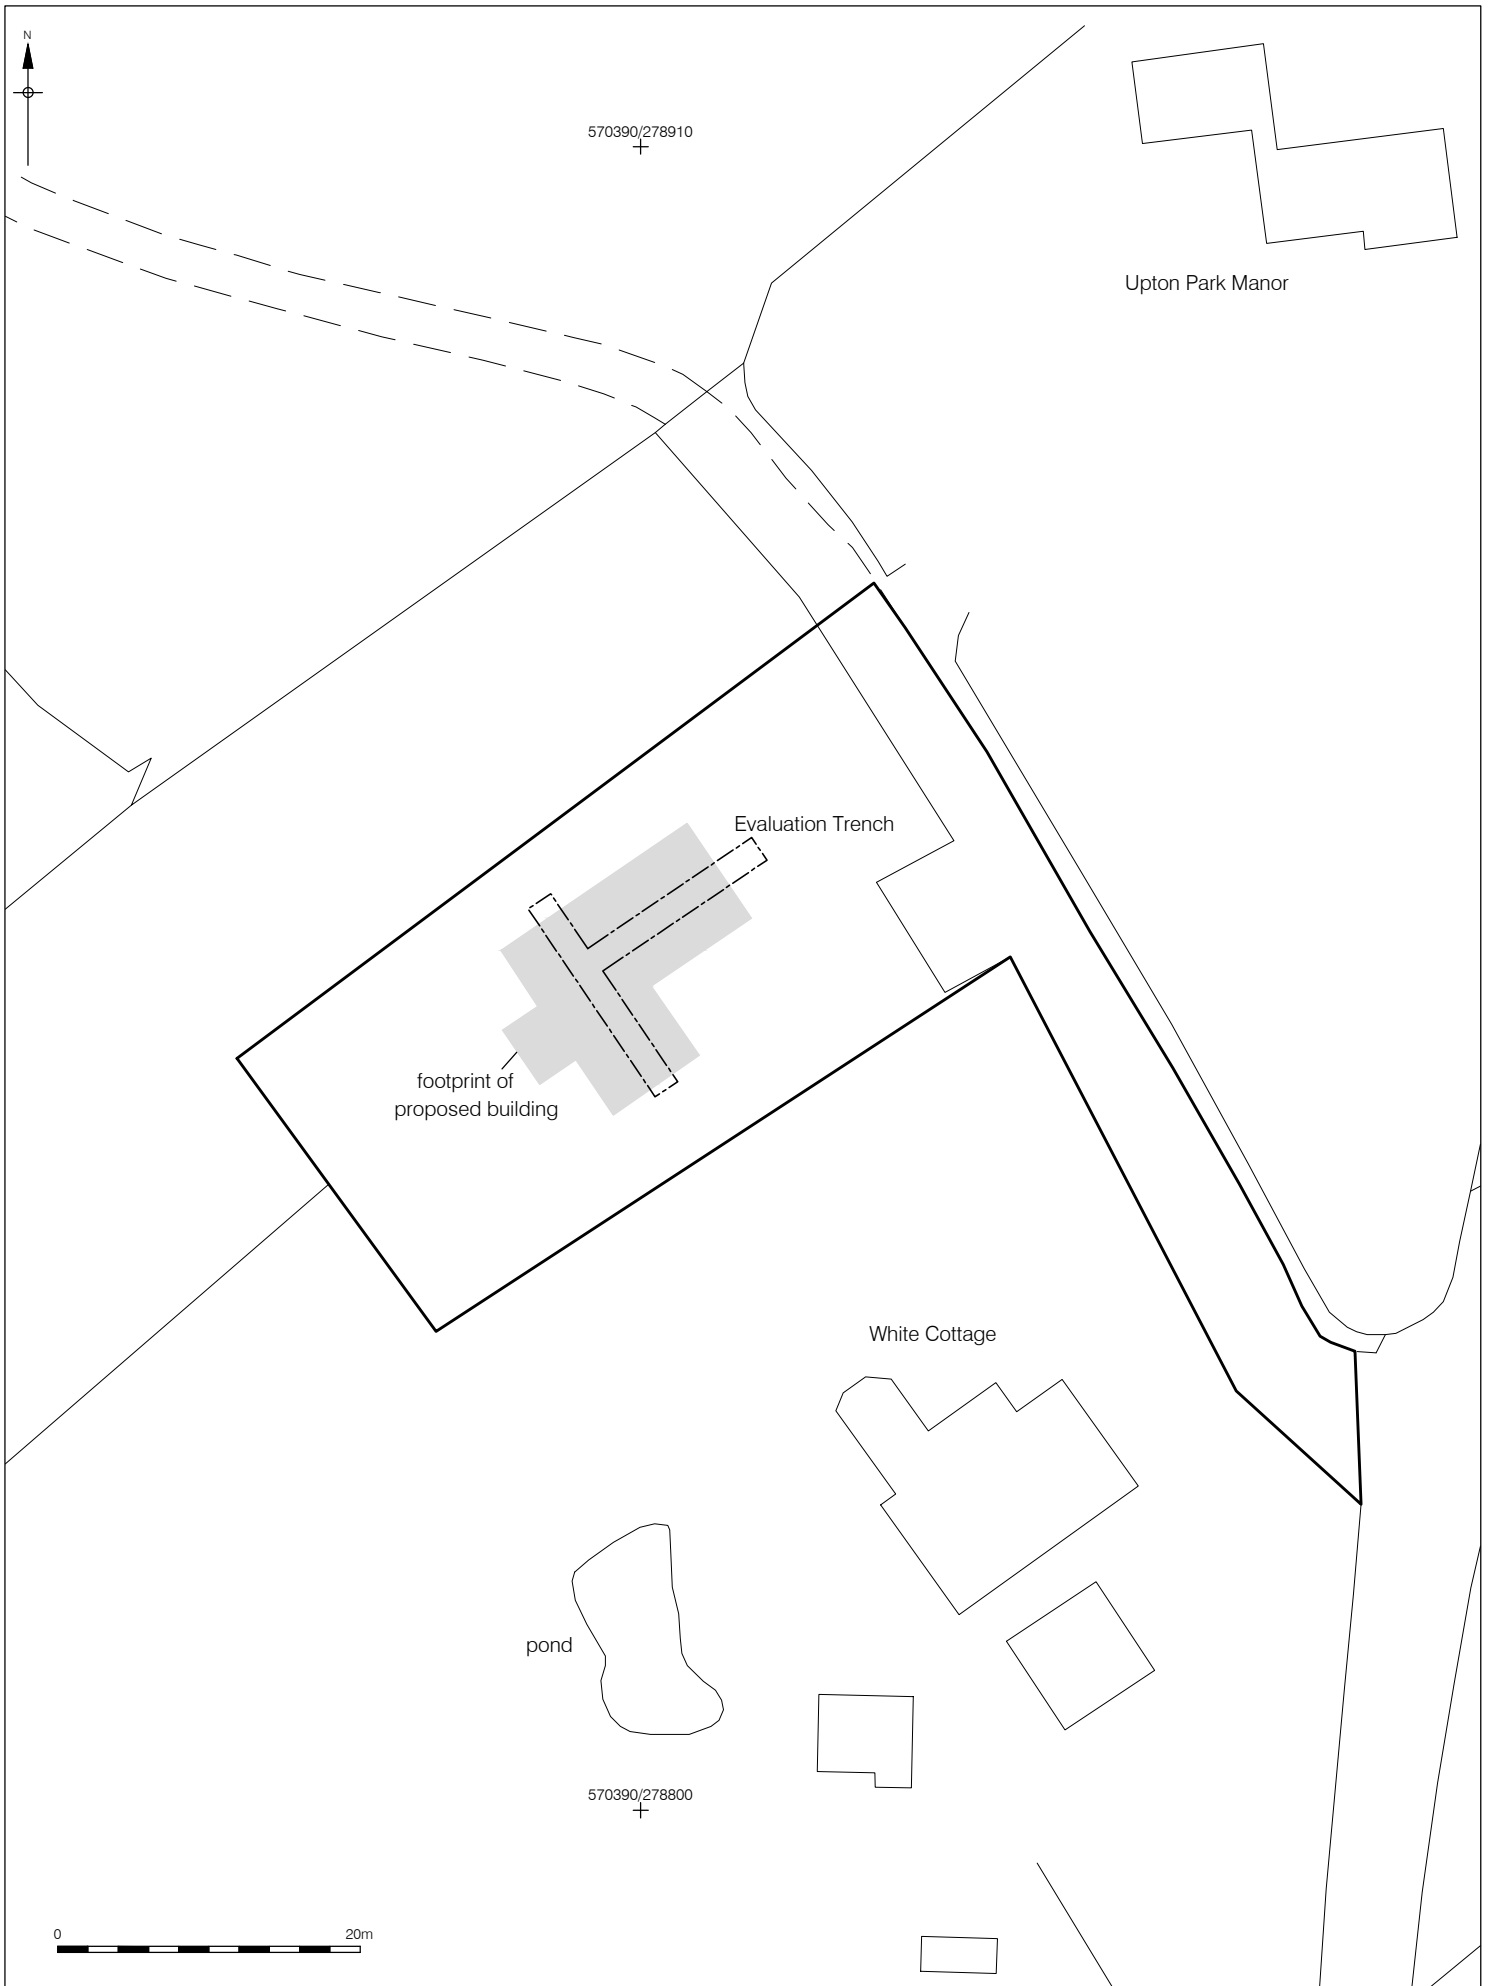 N
570390/278910
Upton Park Manor
Evaluation Trench
footprint of
proposed building
White Cottage
pond
570390/278800
0 20m